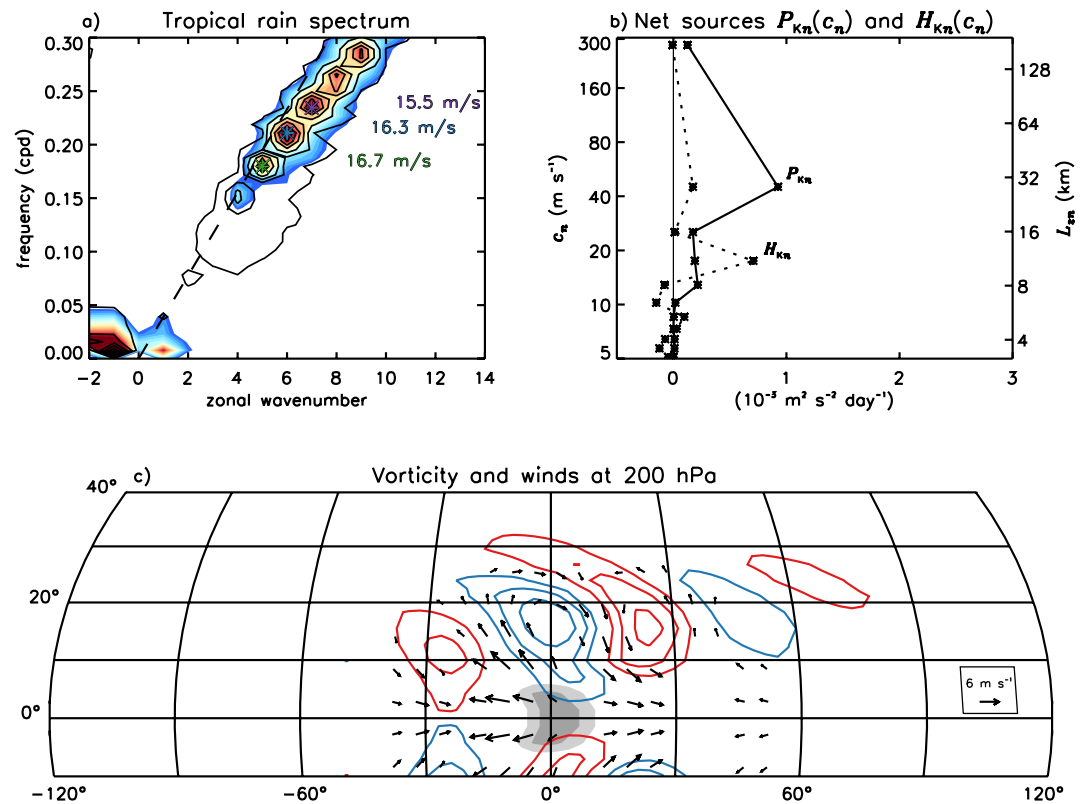 a) Tropical rain spectrum
0.30
0.25
0.20
0.15
0.10
0.05
0.00
frequency (cpd)
15.5 m/s
16.3 m/s
16.7 m/s
−2 0 2 4 6 8 10 12 14
zonal wavenumber
b) Net sources P_Kn(c_n) and H_Kn(c_n)
300
160
80
40
20
10
5
c_n (m s⁻¹)
P_Kn
H_Kn
128
64
32
16
8
4
L_zn (km)
0 1 2 3
(10⁻³ m² s⁻² day⁻¹)
c) Vorticity and winds at 200 hPa
40°
20°
0°
6 m s⁻¹
−120° −60° 0° 60° 120°